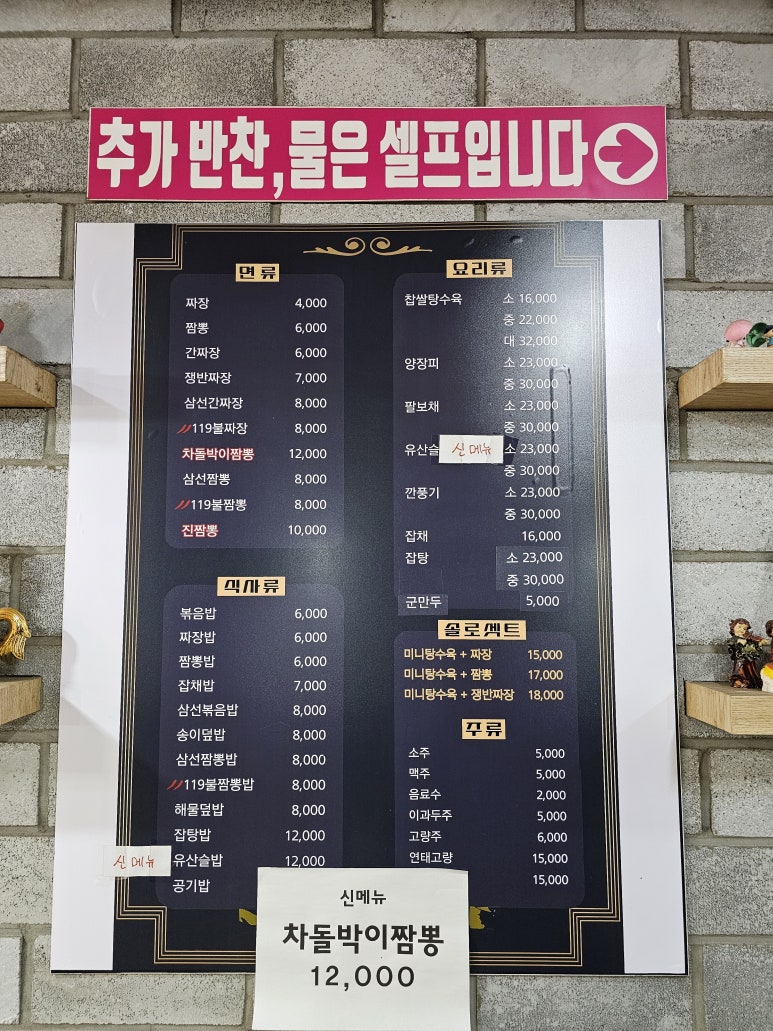 추가 반찬,물은 셀프입니다
면 류
짜장 4,000
짬뽕 6,000
간짜장 6,000
쟁반짜장 7,000
삼선간짜장 8,000
119불짜장 8,000
차돌박이짬뽕 12,000
삼선짬뽕 8,000
119불짬뽕 8,000
진짬뽕 10,000
식사류
볶음밥 6,000
짜장밥 6,000
짬뽕밥 6,000
잡채밥 7,000
삼선볶음밥 8,000
송이덮밥 8,000
삼선짬뽕밥 8,000
119불짬뽕밥 8,000
해물덮밥 8,000
잡탕밥 12,000
신메뉴 유산슬밥 12,000
공기밥
요리류
찹쌀탕수육 소 16,000
중 22,000
대 32,000
양장피 소 23,000
중 30,000
팔보채 소 23,000
중 30,000
유산슬 신메뉴 소 23,000
중 30,000
깐풍기 소 23,000
중 30,000
잡채 16,000
잡탕 소 23,000
중 30,000
군만두 5,000
솔로셋트
미니탕수육 + 짜장 15,000
미니탕수육 + 짬뽕 17,000
미니탕수육 + 쟁반짜장 18,000
주류
소주 5,000
맥주 5,000
음료수 2,000
이과두주 5,000
고량주 6,000
연태고량 15,000
15,000
신메뉴
차돌박이짬뽕
12,000